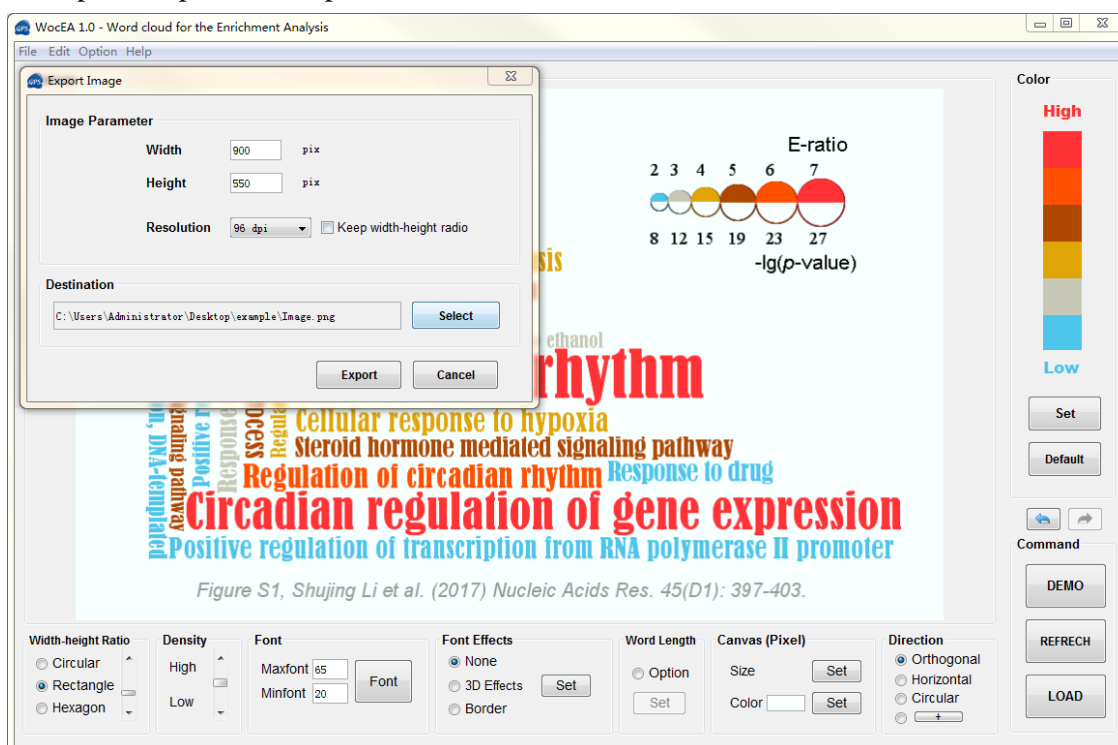 WocEA 1.0 - Word cloud for the Enrichment Analysis
File Edit Option Help
Export Image
Image Parameter
Width 900 pix
Height 550 pix
Resolution 96 dpi Keep width-height radio
Destination
C:\Users\Administrator\Desktop\example\Image.png Select
Export Cancel
E-ratio
2 3 4 5 6 7
8 12 15 19 23 27
-lg(p-value)
ethanol
rhythm
Cellular response to hypoxia
Steroid hormone mediated signaling pathway
Regulation of circadian rhythm Response to drug
Circadian regulation of gene expression
Positive regulation of transcription from RNA polymerase II promoter
DNA-templated
signaling pathway
Positive
Response
Figure S1, Shujing Li et al. (2017) Nucleic Acids Res. 45(D1): 397-403.
Color
High
Low
Set
Default
Command
DEMO
REFRECH
LOAD
Width-height Ratio
Circular
Rectangle
Hexagon
Density
High
Low
Font
Maxfont 65
Minfont 20
Font
Font Effects
None
3D Effects Set
Border
Word Length
Option
Set
Canvas (Pixel)
Size Set
Color Set
Direction
Orthogonal
Horizontal
Circular
+